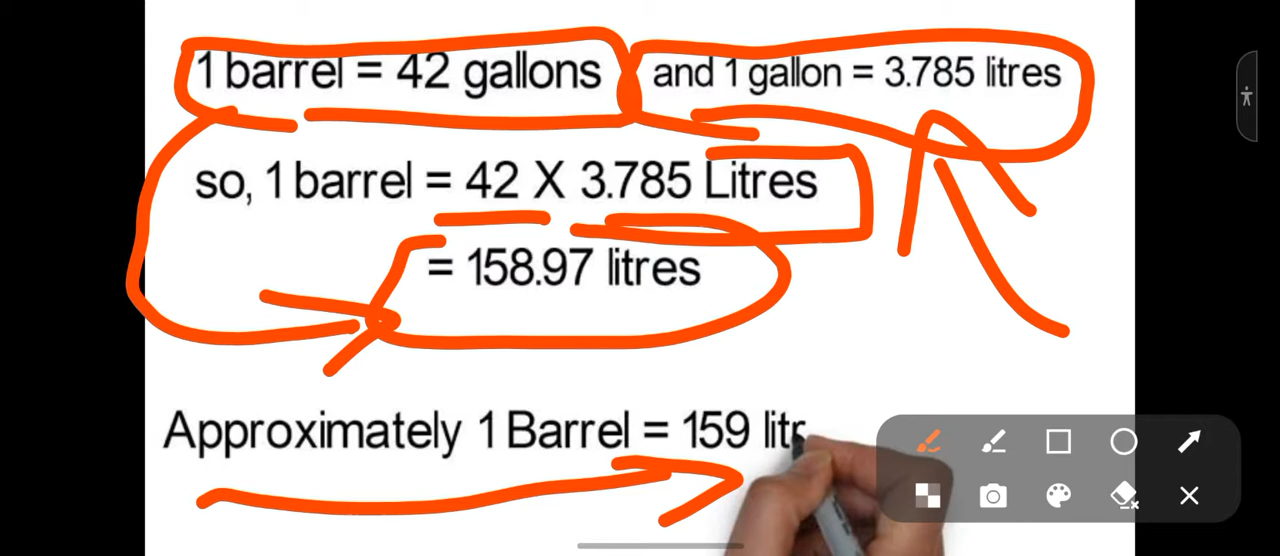 1 barrel = 42 gallons and 1 gallon = 3.785 litres
so, 1 barrel = 42 X 3.785 Litres
= 158.97 litres
Approximately 1 Barrel = 159 litr